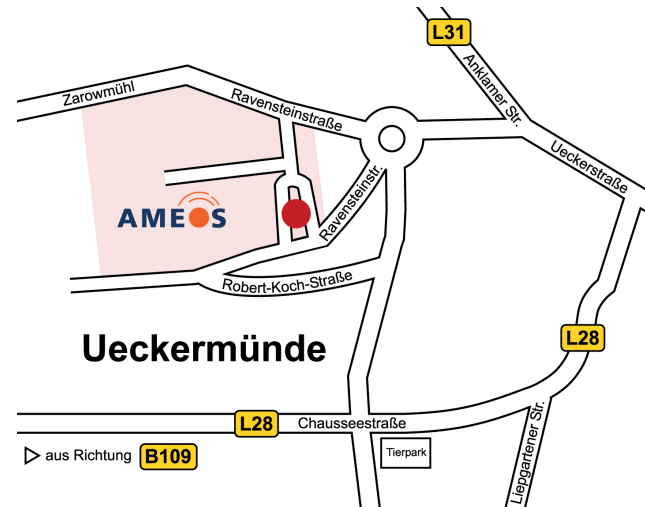 L31
Zarowmühl
Ravensteinstraße
Anklamer Str.
Ueckerstraße
AMEOS
Ravensteinstr.
Robert-Koch-Straße
Ueckermünde
L28
L28
Chausseestraße
Liepgartener Str.
aus Richtung B109
Tierpark